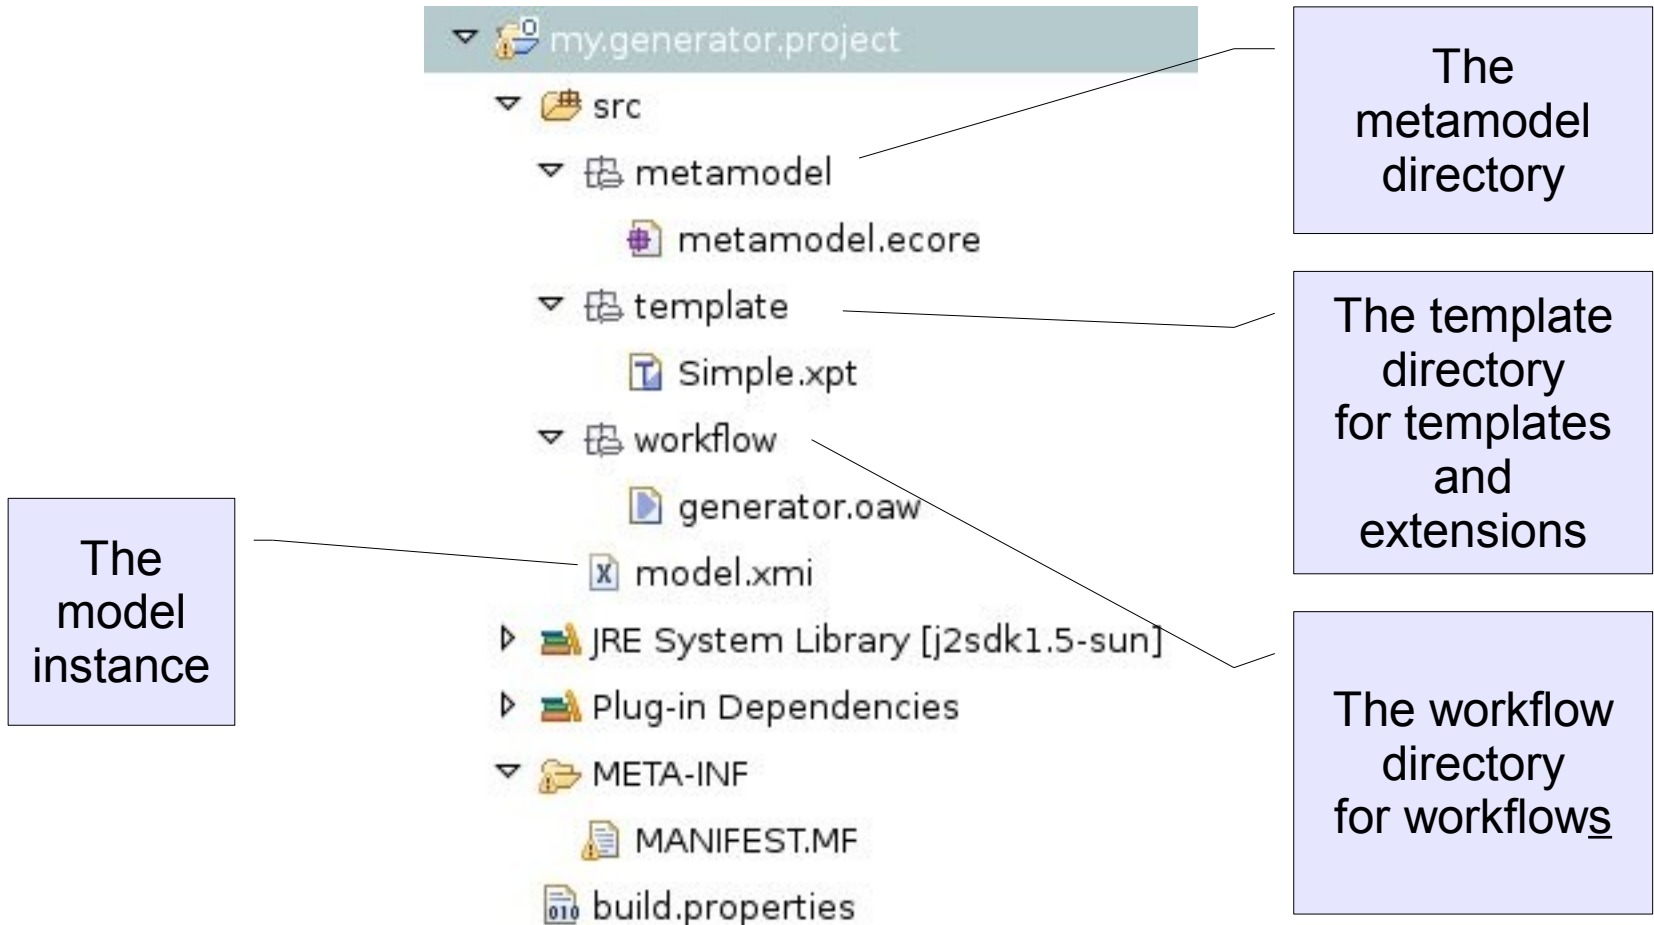 my.generator.project
src
metamodel
metamodel.ecore
template
Simple.xpt
workflow
generator.oaw
model.xmi
JRE System Library [j2sdk1.5-sun]
Plug-in Dependencies
META-INF
MANIFEST.MF
build.properties
The
model
instance
The
metamodel
directory
The template
directory
for templates
and
extensions
The workflow
directory
for workflows